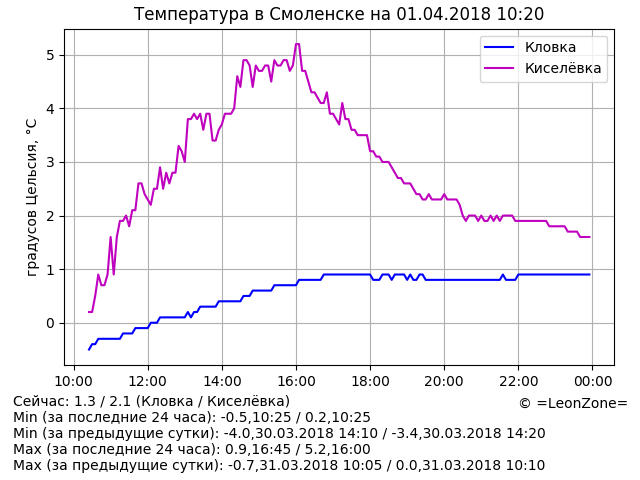 Температура в Смоленске на 01.04.2018 10:20
Кловка
Киселёвка
градусов Цельсия, °C
5
4
3
2
1
0
10:00 12:00 14:00 16:00 18:00 20:00 22:00 00:00
Сейчас: 1.3 / 2.1 (Кловка / Киселёвка)
© =LeonZone=
Min (за последние 24 часа): -0.5,10:25 / 0.2,10:25
Min (за предыдущие сутки): -4.0,30.03.2018 14:10 / -3.4,30.03.2018 14:20
Max (за последние 24 часа): 0.9,16:45 / 5.2,16:00
Max (за предыдущие сутки): -0.7,31.03.2018 10:05 / 0.0,31.03.2018 10:10